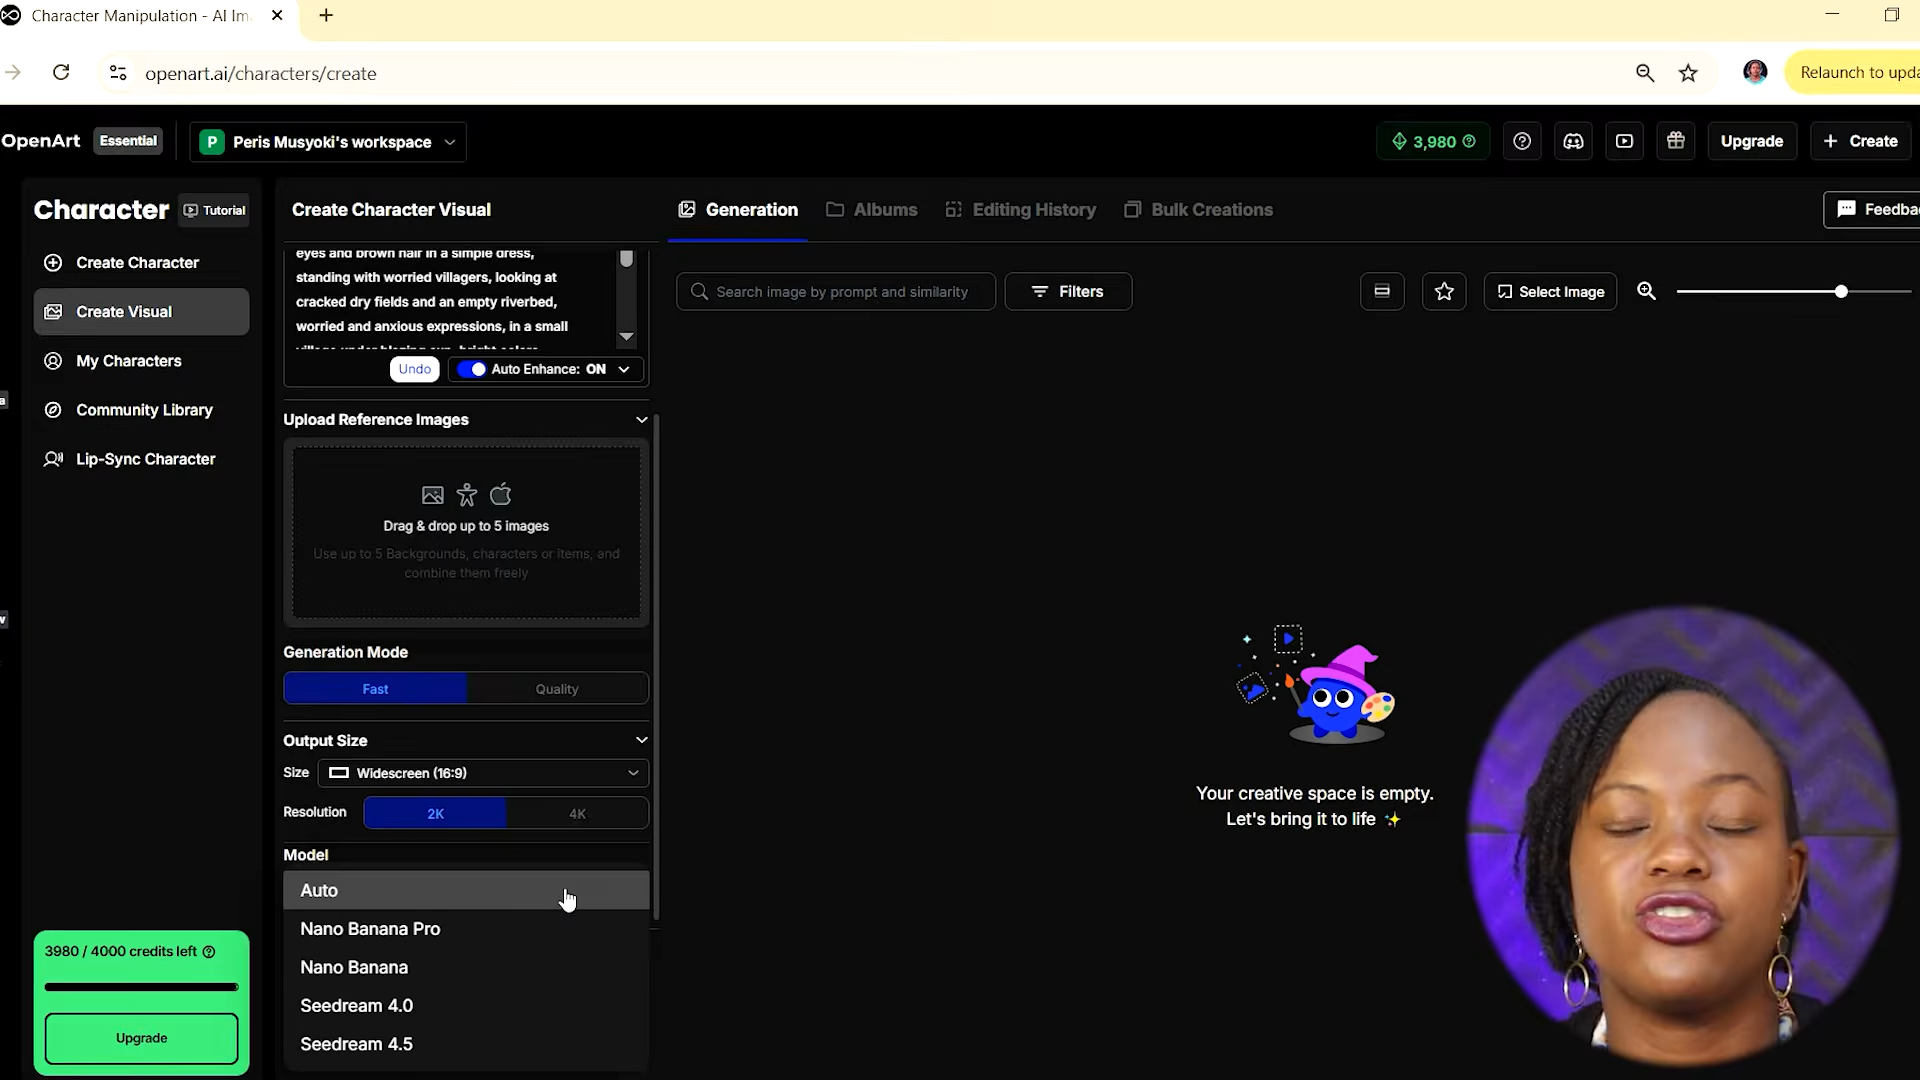 Character Manipulation - AI Im
openart.ai/characters/create
Relaunch to upda
OpenArt
Essential
P
Peris Musyoki's workspace
3,980
Upgrade
+ Create
Character
Tutorial
Create Character
Create Visual
My Characters
Community Library
Lip-Sync Character
3980 / 4000 credits left
Upgrade
Create Character Visual
eyes and brown hair in a simple dress,
standing with worried villagers, looking at
cracked dry fields and an empty riverbed,
worried and anxious expressions, in a small
Undo
Auto Enhance: ON
Upload Reference Images
Drag & drop up to 5 images
Use up to 5 Backgrounds, characters or items, and
combine them freely
Generation Mode
Fast
Quality
Output Size
Size
Widescreen (16:9)
Resolution
2K
4K
Model
Auto
Nano Banana Pro
Nano Banana
Seedream 4.0
Seedream 4.5
Generation
Albums
Editing History
Bulk Creations
Feedba
Search image by prompt and similarity
Filters
Select Image
Your creative space is empty.
Let's bring it to life